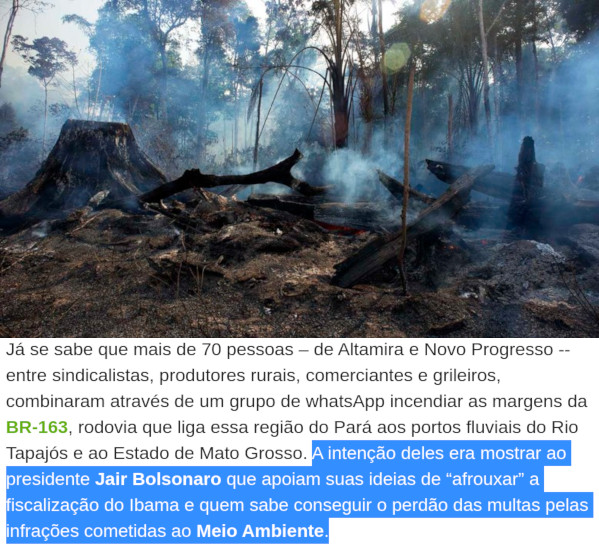 Já se sabe que mais de 70 pessoas – de Altamira e Novo Progresso --
entre sindicalistas, produtores rurais, comerciantes e grileiros,
combinaram através de um grupo de whatsApp incendiar as margens da
BR-163, rodovia que liga essa região do Pará aos portos fluviais do Rio
Tapajós e ao Estado de Mato Grosso. A intenção deles era mostrar ao
presidente Jair Bolsonaro que apoiam suas ideias de “afrouxar” a
fiscalização do Ibama e quem sabe conseguir o perdão das multas pelas
infrações cometidas ao Meio Ambiente.